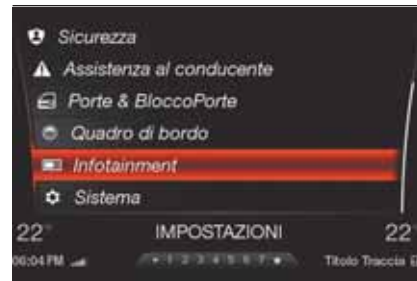 Sicurezza
Assistenza al conducente
Porte & BloccoPorte
Quadro di bordo
Infotainment
Sistema
22° IMPOSTAZIONI 22°
06:04 PM 1 2 3 4 5 6 7 Titolo Traccia